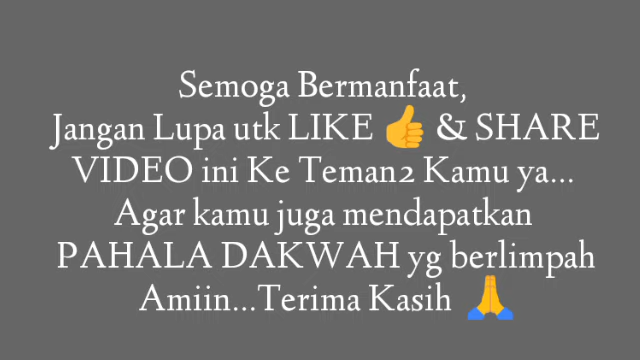 Semoga Bermanfaat,
Jangan Lupa utk LIKE 👍 & SHARE
VIDEO ini Ke Teman2 Kamu ya...
Agar kamu juga mendapatkan
PAHALA DAKWAH yg berlimpah
Amiin...Terima Kasih 🙏